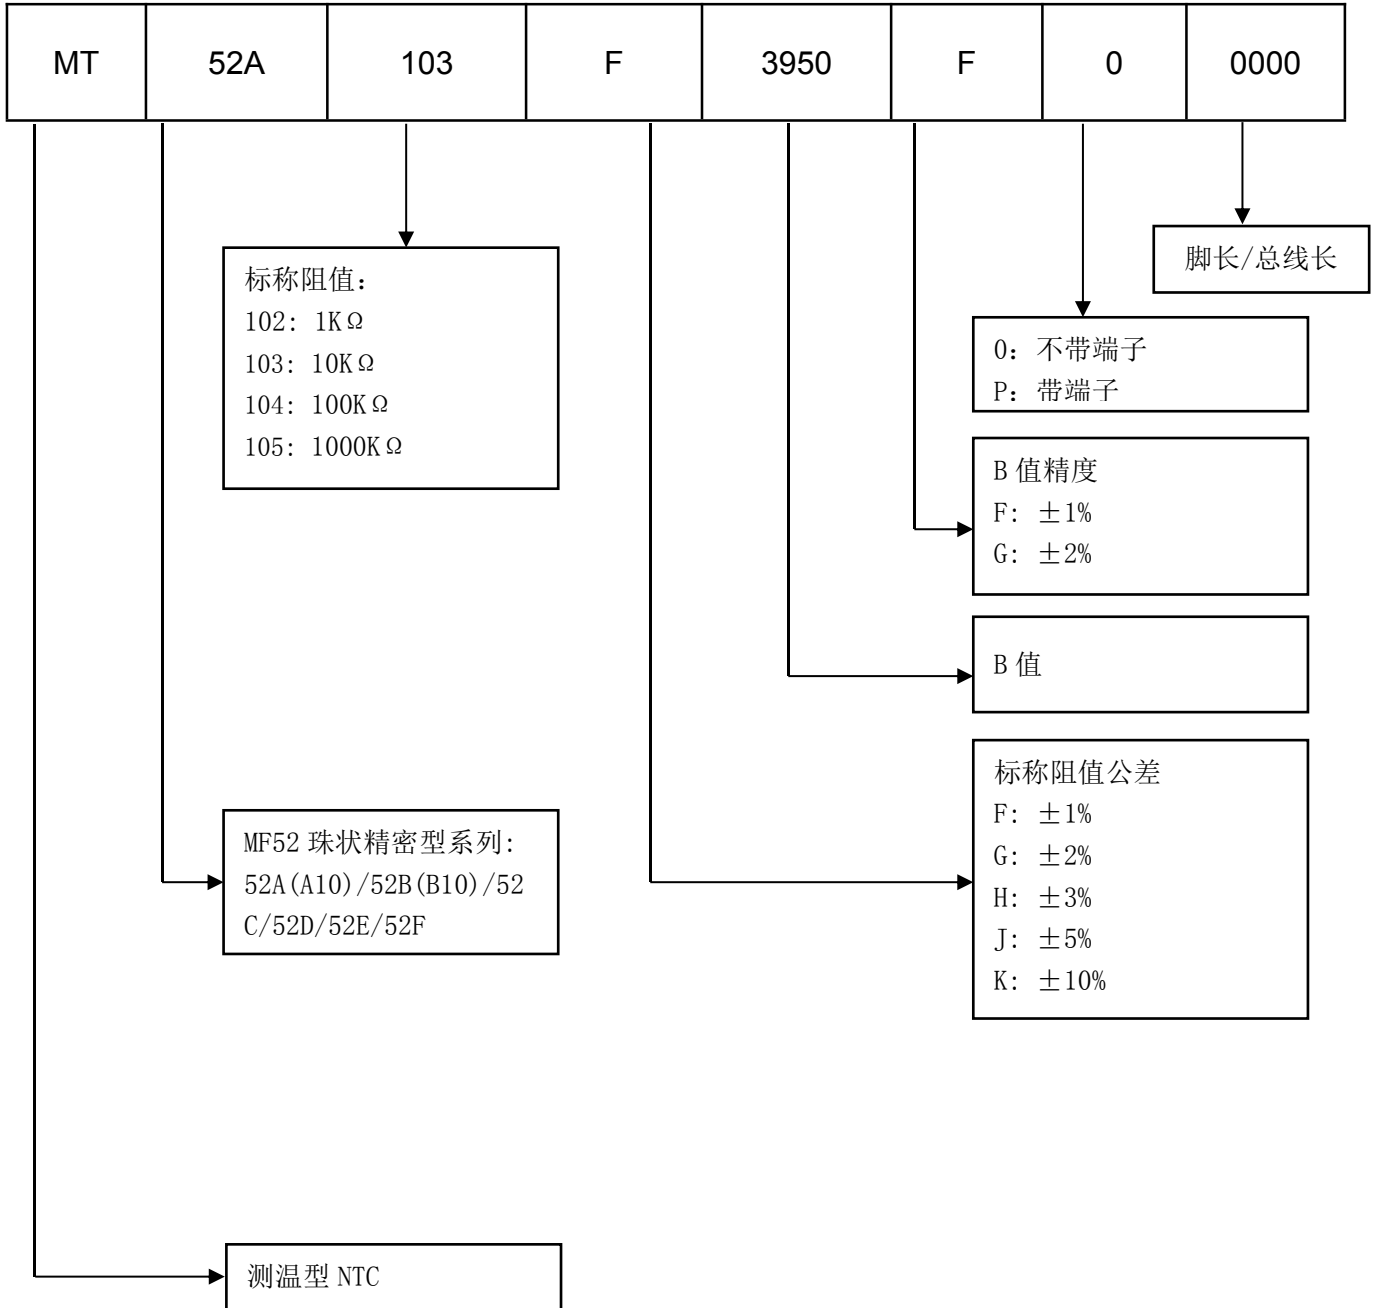 MT 52A 103 F 3950 F 0 0000
脚长/总线长
标称阻值：
102: 1KΩ
103: 10KΩ
104: 100KΩ
105: 1000KΩ
0：不带端子
P：带端子
B 值精度
F: ±1%
G: ±2%
B 值
标称阻值公差
F: ±1%
G: ±2%
H: ±3%
J: ±5%
K: ±10%
MF52 珠状精密型系列:
52A(A10)/52B(B10)/52
C/52D/52E/52F
测温型 NTC